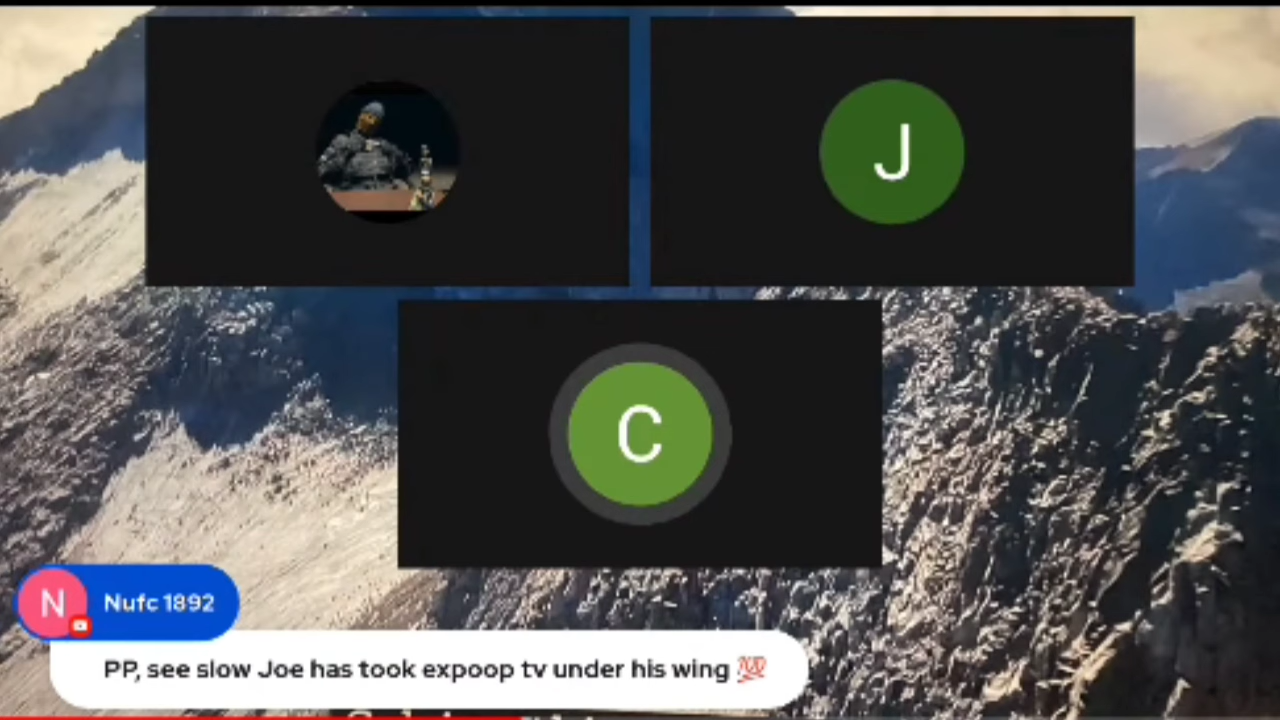 J
C
N
Nufc 1892
PP, see slow Joe has took expoop tv under his wing 💯